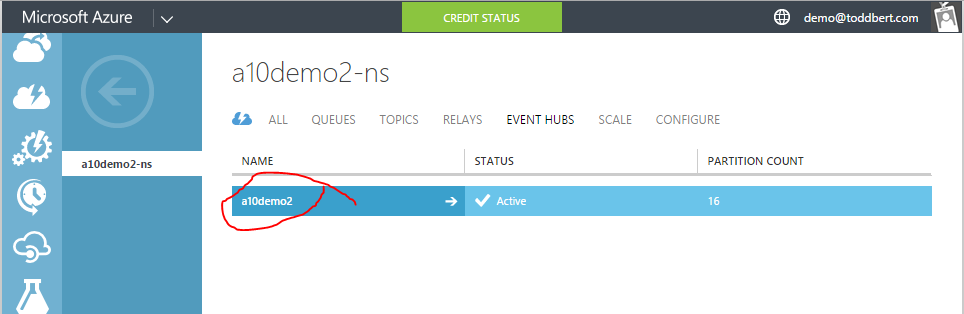 Microsoft Azure CREDIT STATUS demo@toddbert.com
a10demo2-ns
a10demo2-ns
ALL QUEUES TOPICS RELAYS EVENT HUBS SCALE CONFIGURE
NAME STATUS PARTITION COUNT
a10demo2 Active 16